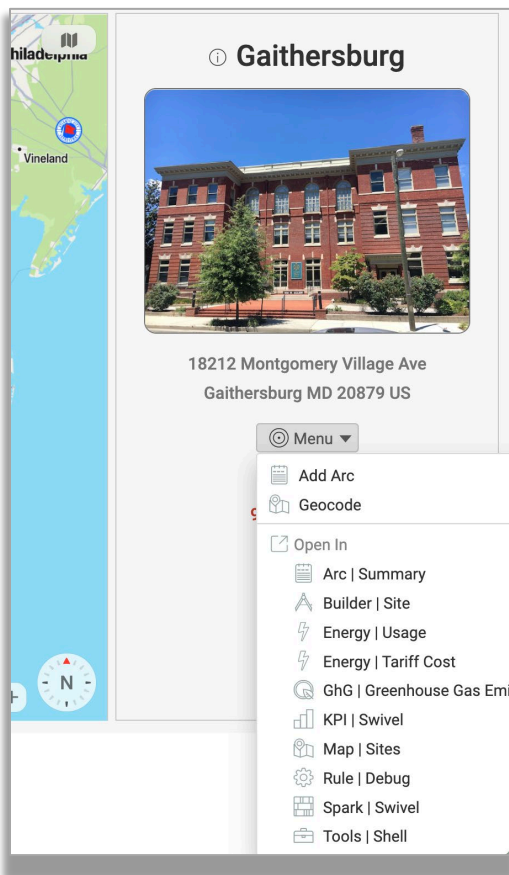 Philadelphia
Vineland
Gaithersburg
18212 Montgomery Village Ave
Gaithersburg MD 20879 US
Menu
Add Arc
Geocode
Open In
Arc | Summary
Builder | Site
Energy | Usage
Energy | Tariff Cost
GhG | Greenhouse Gas Emi
KPI | Swivel
Map | Sites
Rule | Debug
Spark | Swivel
Tools | Shell
N